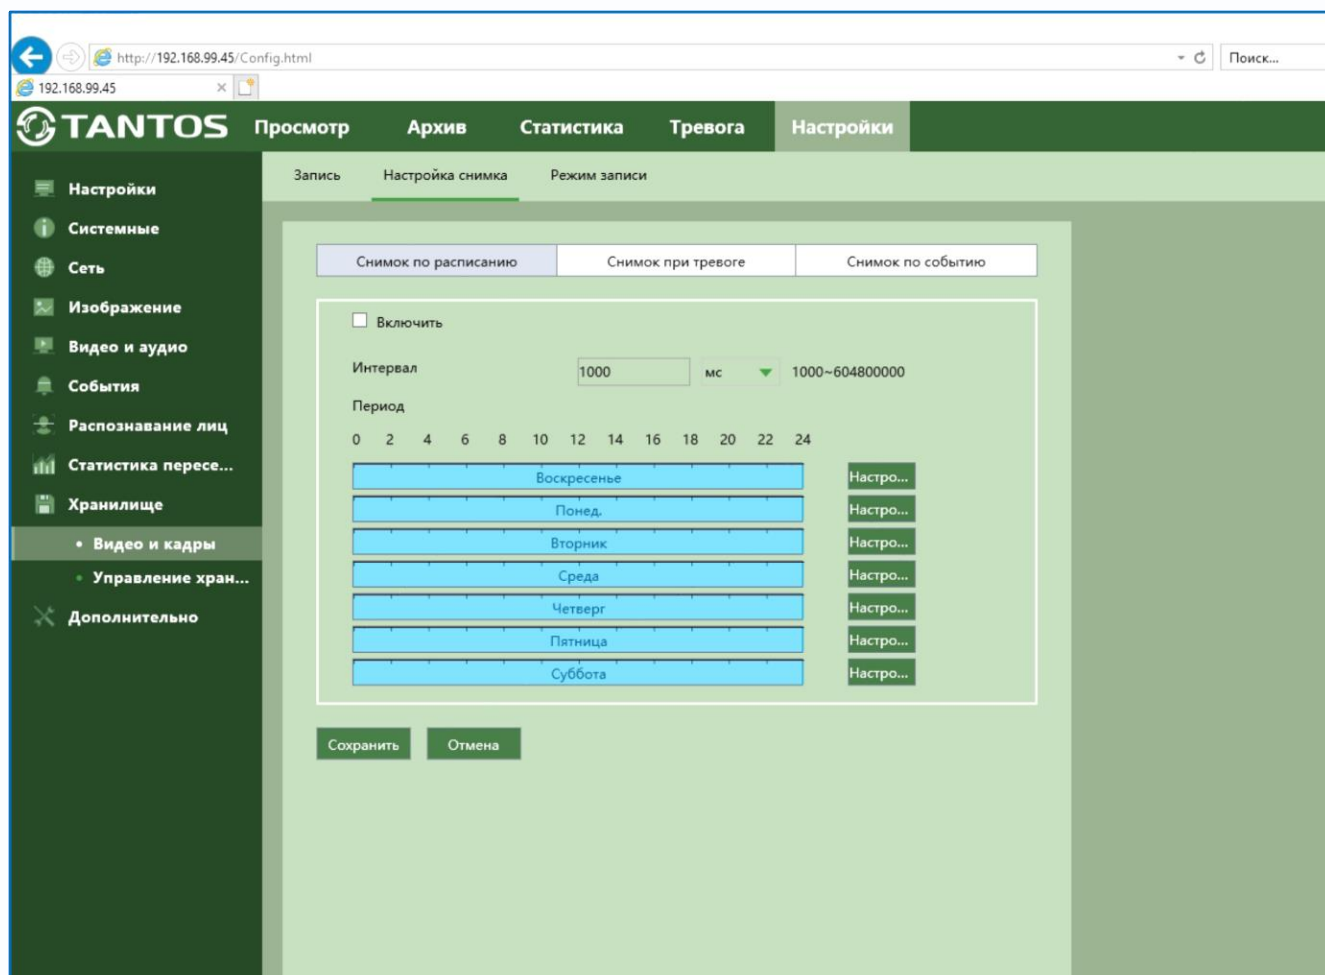 http://192.168.99.45/Config.html Поиск...
192.168.99.45
TANTOS Просмотр Архив Статистика Тревога Настройки
Запись Настройка снимка Режим записи
Настройки
Системные
Сеть
Изображение
Видео и аудио
События
Распознавание лиц
Статистика пересе...
Хранилище
• Видео и кадры
• Управление хран...
Дополнительно
Снимок по расписанию Снимок при тревоге Снимок по событию
Включить
Интервал 1000 мс 1000~604800000
Период
0 2 4 6 8 10 12 14 16 18 20 22 24
Воскресенье Настро...
Понед. Настро...
Вторник Настро...
Среда Настро...
Четверг Настро...
Пятница Настро...
Суббота Настро...
Сохранить Отмена